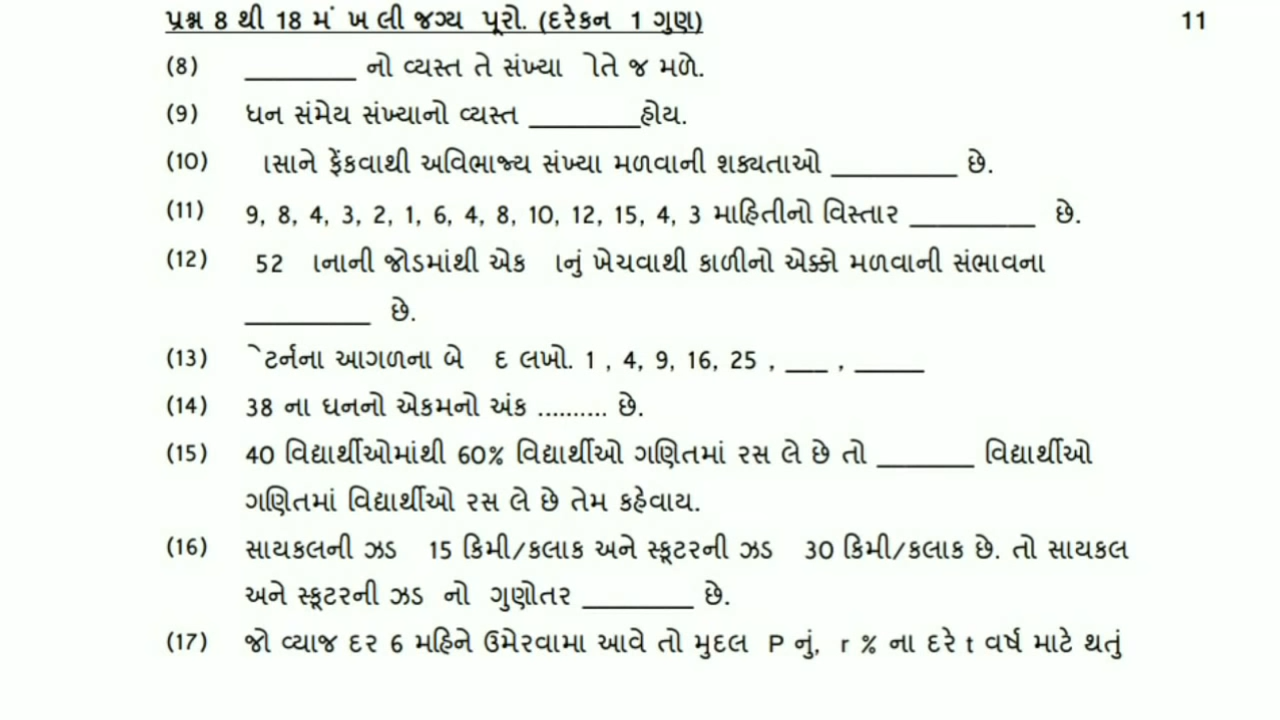 પ્રશ્ન 8 થી 18 મં ખ લી જગ્ય પૂરો. (દરેકન 1 ગુણ) 11
(8) ________ નો વ્યસ્ત તે સંખ્યા ોતે જ મળે.
(9) ધન સંમેય સંખ્યાનો વ્યસ્ત ________હોય.
(10) ાસાને ફેંકવાથી અવિભાજ્ય સંખ્યા મળવાની શક્યતાઓ _________ છે.
(11) 9, 8, 4, 3, 2, 1, 6, 4, 8, 10, 12, 15, 4, 3 માહિતીનો વિસ્તાર _________ છે.
(12) 52 ાનાની જોડમાંથી એક ાનું ખેચવાથી કાળીનો એક્કો મળવાની સંભાવના
_________ છે.
(13) ેટર્નના આગળના બે દ લખો. 1 , 4, 9, 16, 25 , ___ , _____
(14) 38 ના ઘનનો એકમનો અંક .......... છે.
(15) 40 વિદ્યાર્થીઓમાંથી 60% વિદ્યાર્થીઓ ગણિતમાં રસ લે છે તો _______ વિદ્યાર્થીઓ
ગણિતમાં વિદ્યાર્થીઓ રસ લે છે તેમ કહેવાય.
(16) સાયકલની ઝડ 15 કિમી/કલાક અને સ્કૂટરની ઝડ 30 કિમી/કલાક છે. તો સાયકલ
અને સ્કૂટરની ઝડ નો ગુણોતર ________ છે.
(17) જો વ્યાજ દર 6 મહિને ઉમેરવામા આવે તો મુદલ P નું, r % ના દરે t વર્ષ માટે થતું